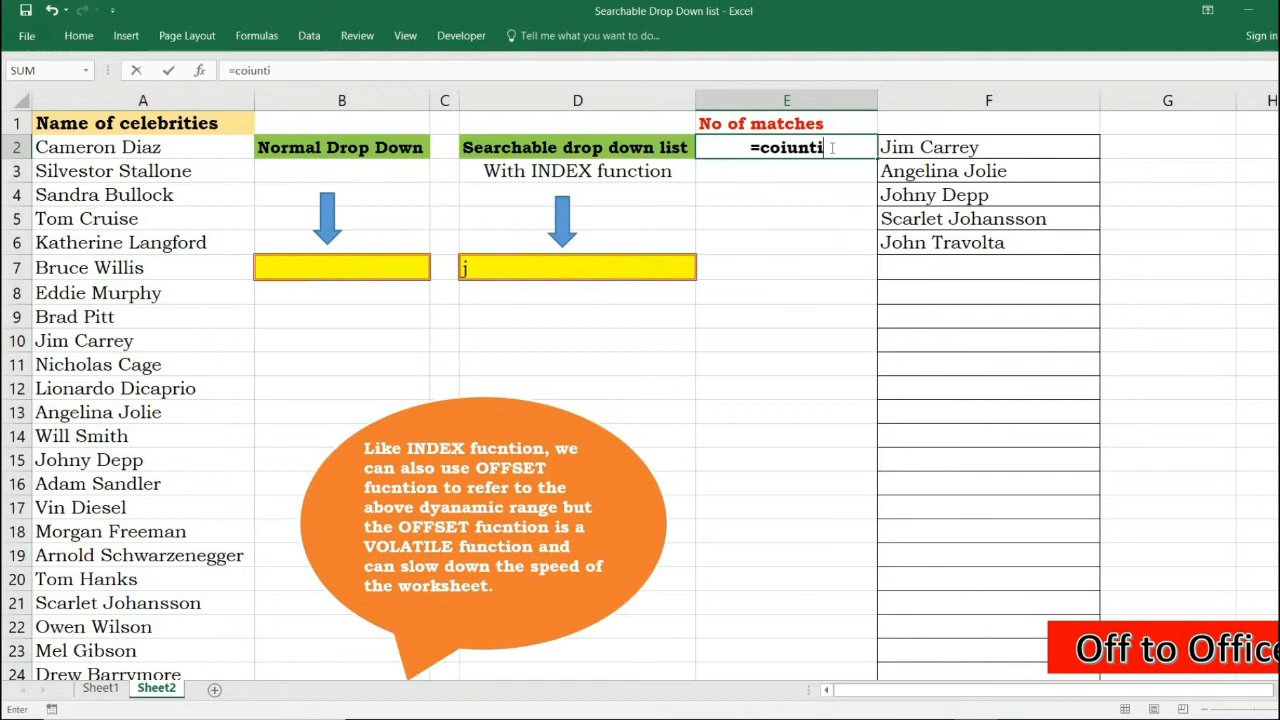 Searchable Drop Down list - Excel
File Home Insert Page Layout Formulas Data Review View Developer Tell me what you want to do... Sign in
SUM fx =coiunti
A B C D E F G H
1 Name of celebrities No of matches
2 Cameron Diaz Normal Drop Down Searchable drop down list =coiunti Jim Carrey
3 Silvestor Stallone With INDEX function Angelina Jolie
4 Sandra Bullock Johny Depp
5 Tom Cruise Scarlet Johansson
6 Katherine Langford John Travolta
7 Bruce Willis j
8 Eddie Murphy
9 Brad Pitt
10 Jim Carrey
11 Nicholas Cage
12 Lionardo Dicaprio
13 Angelina Jolie
14 Will Smith
15 Johny Depp
16 Adam Sandler
17 Vin Diesel
18 Morgan Freeman
19 Arnold Schwarzenegger
20 Tom Hanks
21 Scarlet Johansson
22 Owen Wilson
23 Mel Gibson
24 Drew Barrymore
Like INDEX fucntion, we
can also use OFFSET
fucntion to refer to the
above dyanamic range but
the OFFSET fucntion is a
VOLATILE function and
can slow down the speed of
the worksheet.
Off to Office
Sheet1 Sheet2
Enter